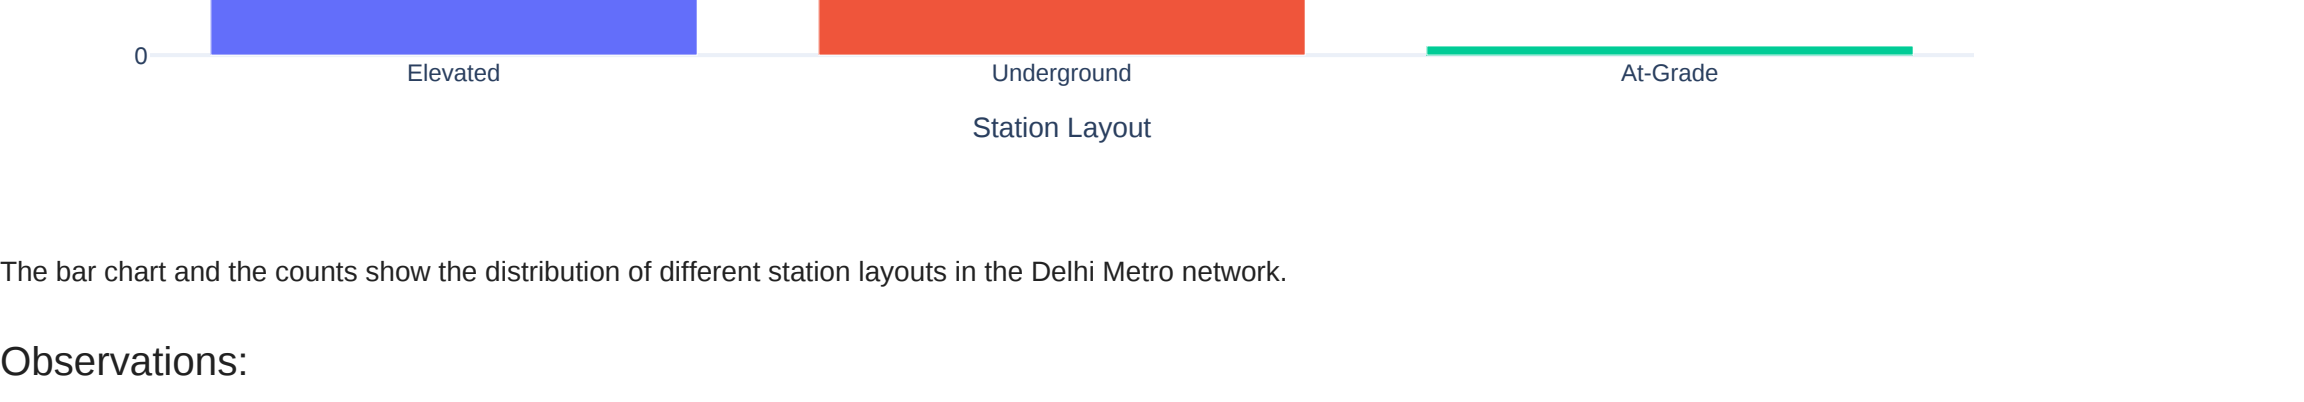 0
Elevated
Underground
At-Grade
Station Layout
The bar chart and the counts show the distribution of different station layouts in the Delhi Metro network.
Observations: